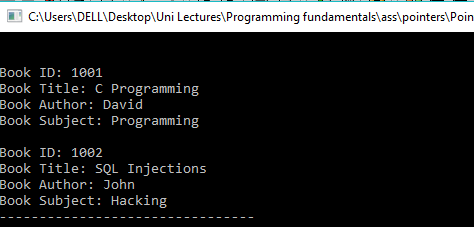 C:\Users\DELL\Desktop\Uni Lectures\Programming fundamentals\ass\pointers\Poin
Book ID: 1001
Book Title: C Programming
Book Author: David
Book Subject: Programming
Book ID: 1002
Book Title: SQL Injections
Book Author: John
Book Subject: Hacking
--------------------------------